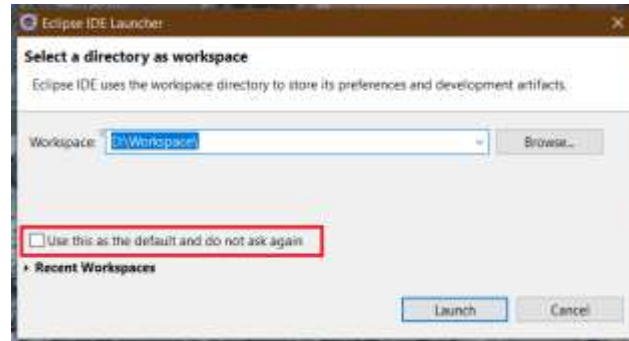 Eclipse IDE Launcher
Select a directory as workspace
Eclipse IDE uses the workspace directory to store its preferences and development artifacts.
Workspace: D:\Workspace\ Browse...
Use this as the default and do not ask again
Recent Workspaces
Launch Cancel